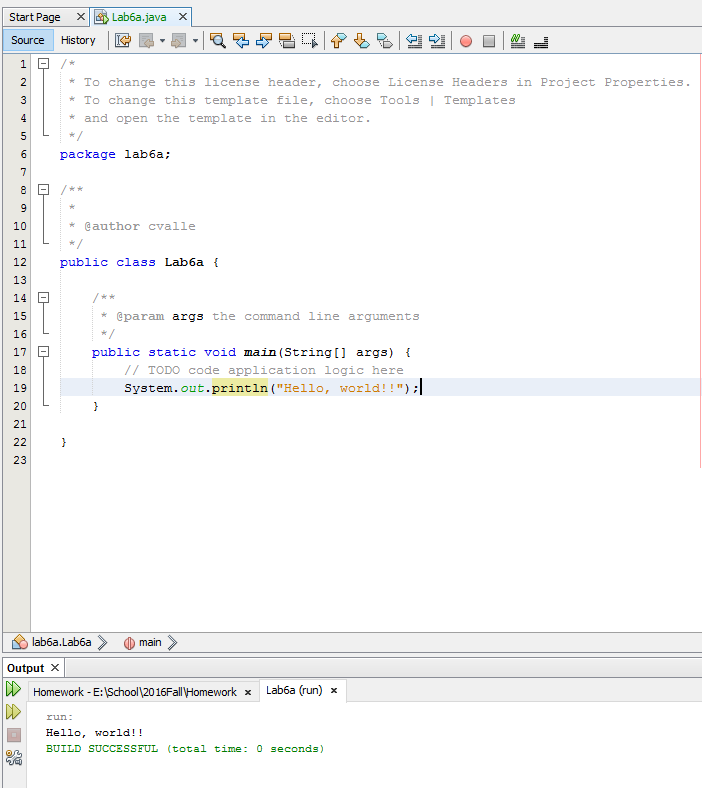 Start Page Lab6a.java
Source History
1 /*
2  * To change this license header, choose License Headers in Project Properties.
3  * To change this template file, choose Tools | Templates
4  * and open the template in the editor.
5  */
6 package lab6a;
7
8 /**
9  *
10  * @author cvalle
11  */
12 public class Lab6a {
13
14     /**
15      * @param args the command line arguments
16      */
17     public static void main(String[] args) {
18         // TODO code application logic here
19         System.out.println("Hello, world!!");
20     }
21
22 }
23
lab6a.Lab6a main
Output
Homework - E:\School\2016Fall\Homework Lab6a (run)
run:
Hello, world!!
BUILD SUCCESSFUL (total time: 0 seconds)